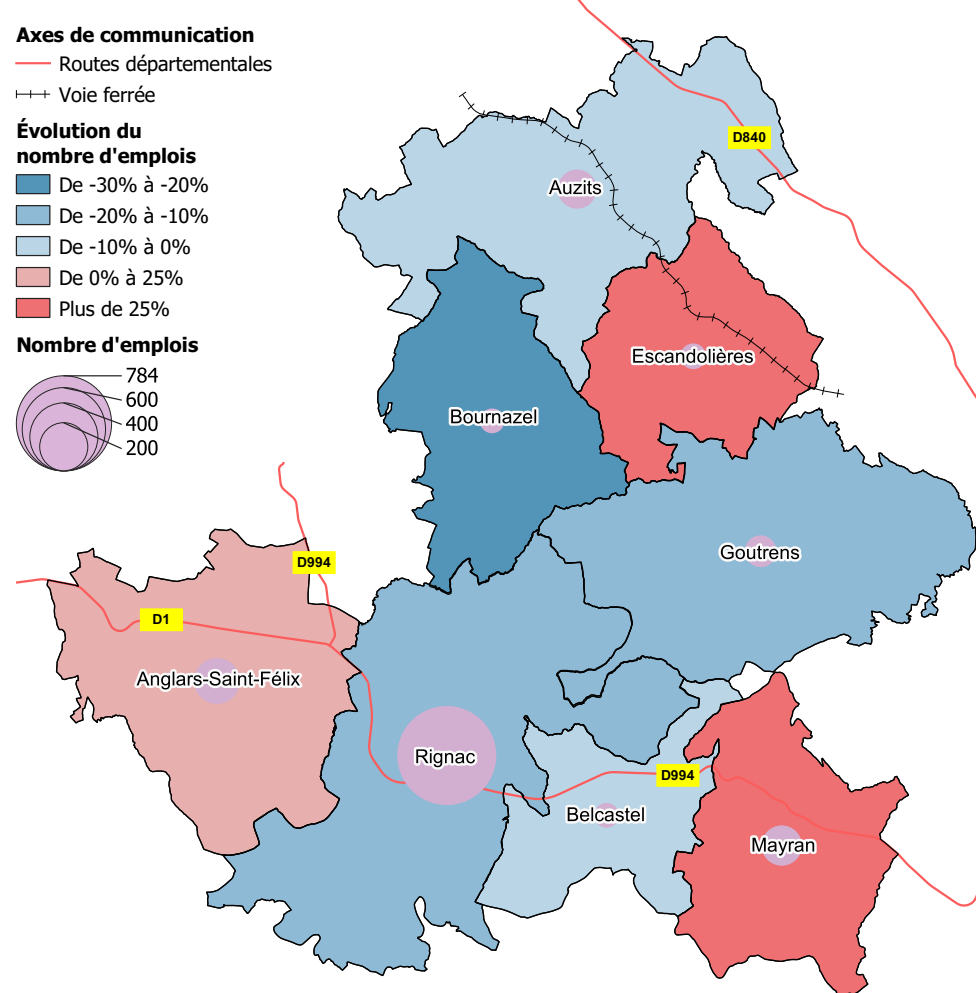 Axes de communication
Routes départementales
Voie ferrée
Évolution du
nombre d'emplois
De -30% à -20%
De -20% à -10%
De -10% à 0%
De 0% à 25%
Plus de 25%
Nombre d'emplois
784
600
400
200
D840
Auzits
Escandolières
Bournazel
Goutrens
D994
D1
Anglars-Saint-Félix
Rignac
D994
Belcastel
Mayran